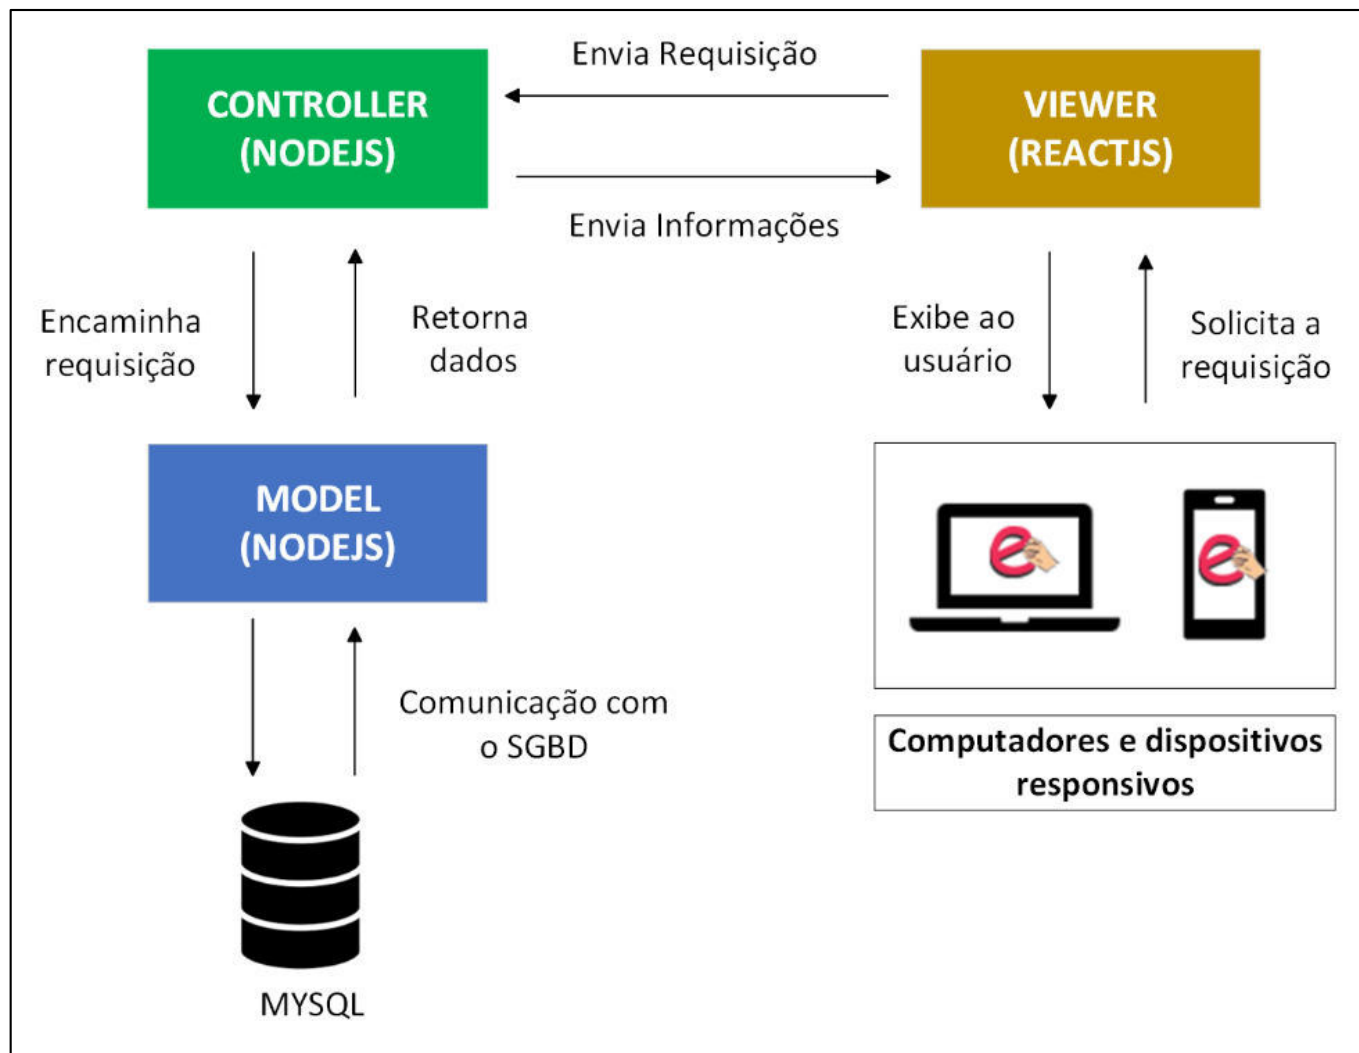 Envia Requisição
CONTROLLER
(NODEJS)
VIEWER
(REACTJS)
Envia Informações
Encaminha
requisição
Retorna
dados
Exibe ao
usuário
Solicita a
requisição
MODEL
(NODEJS)
e
e
Comunicação com
o SGBD
Computadores e dispositivos
responsivos
MYSQL